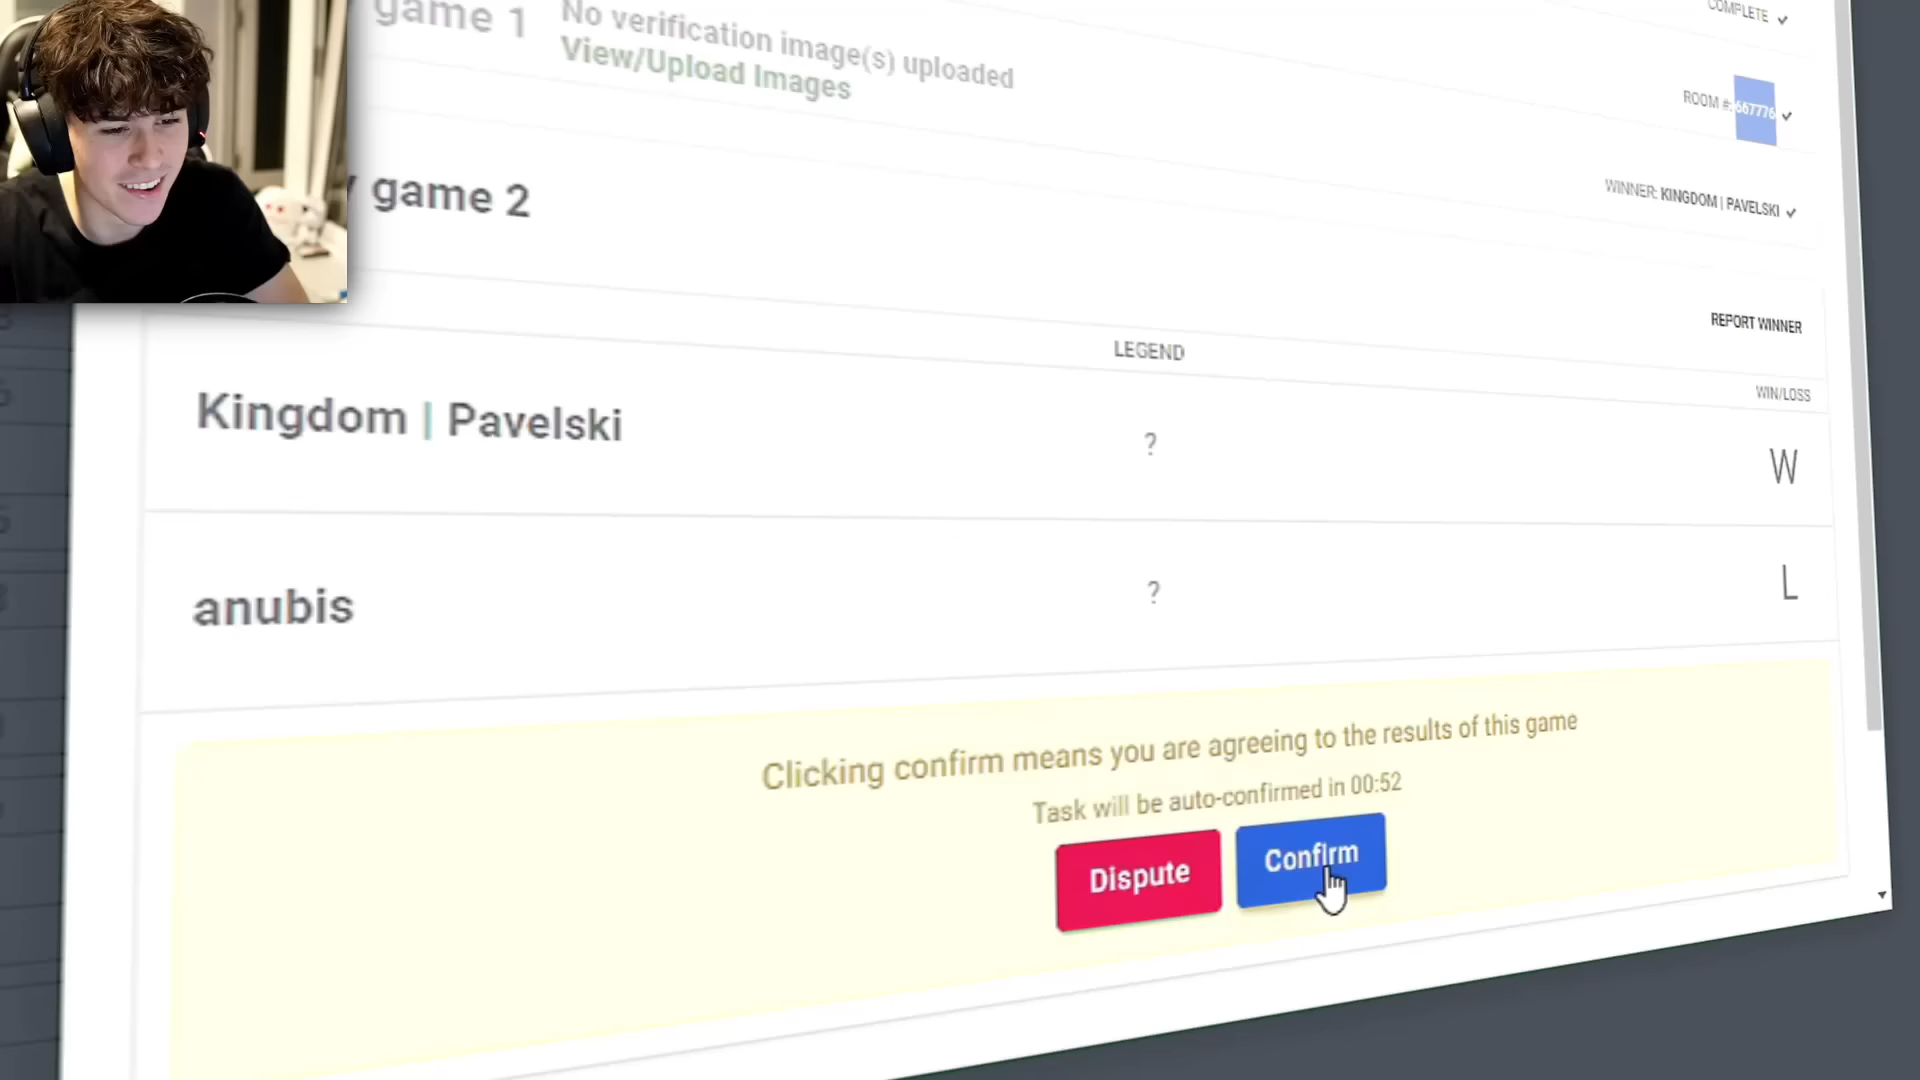 game 1
No verification image(s) uploaded
View/Upload Images
COMPLETE
ROOM #: 667776
game 2
WINNER: KINGDOM | PAVELSKI
REPORT WINNER
LEGEND
WIN/LOSS
Kingdom | Pavelski
?
W
anubis
?
L
Clicking confirm means you are agreeing to the results of this game
Task will be auto-confirmed in 00:52
Dispute
Confirm